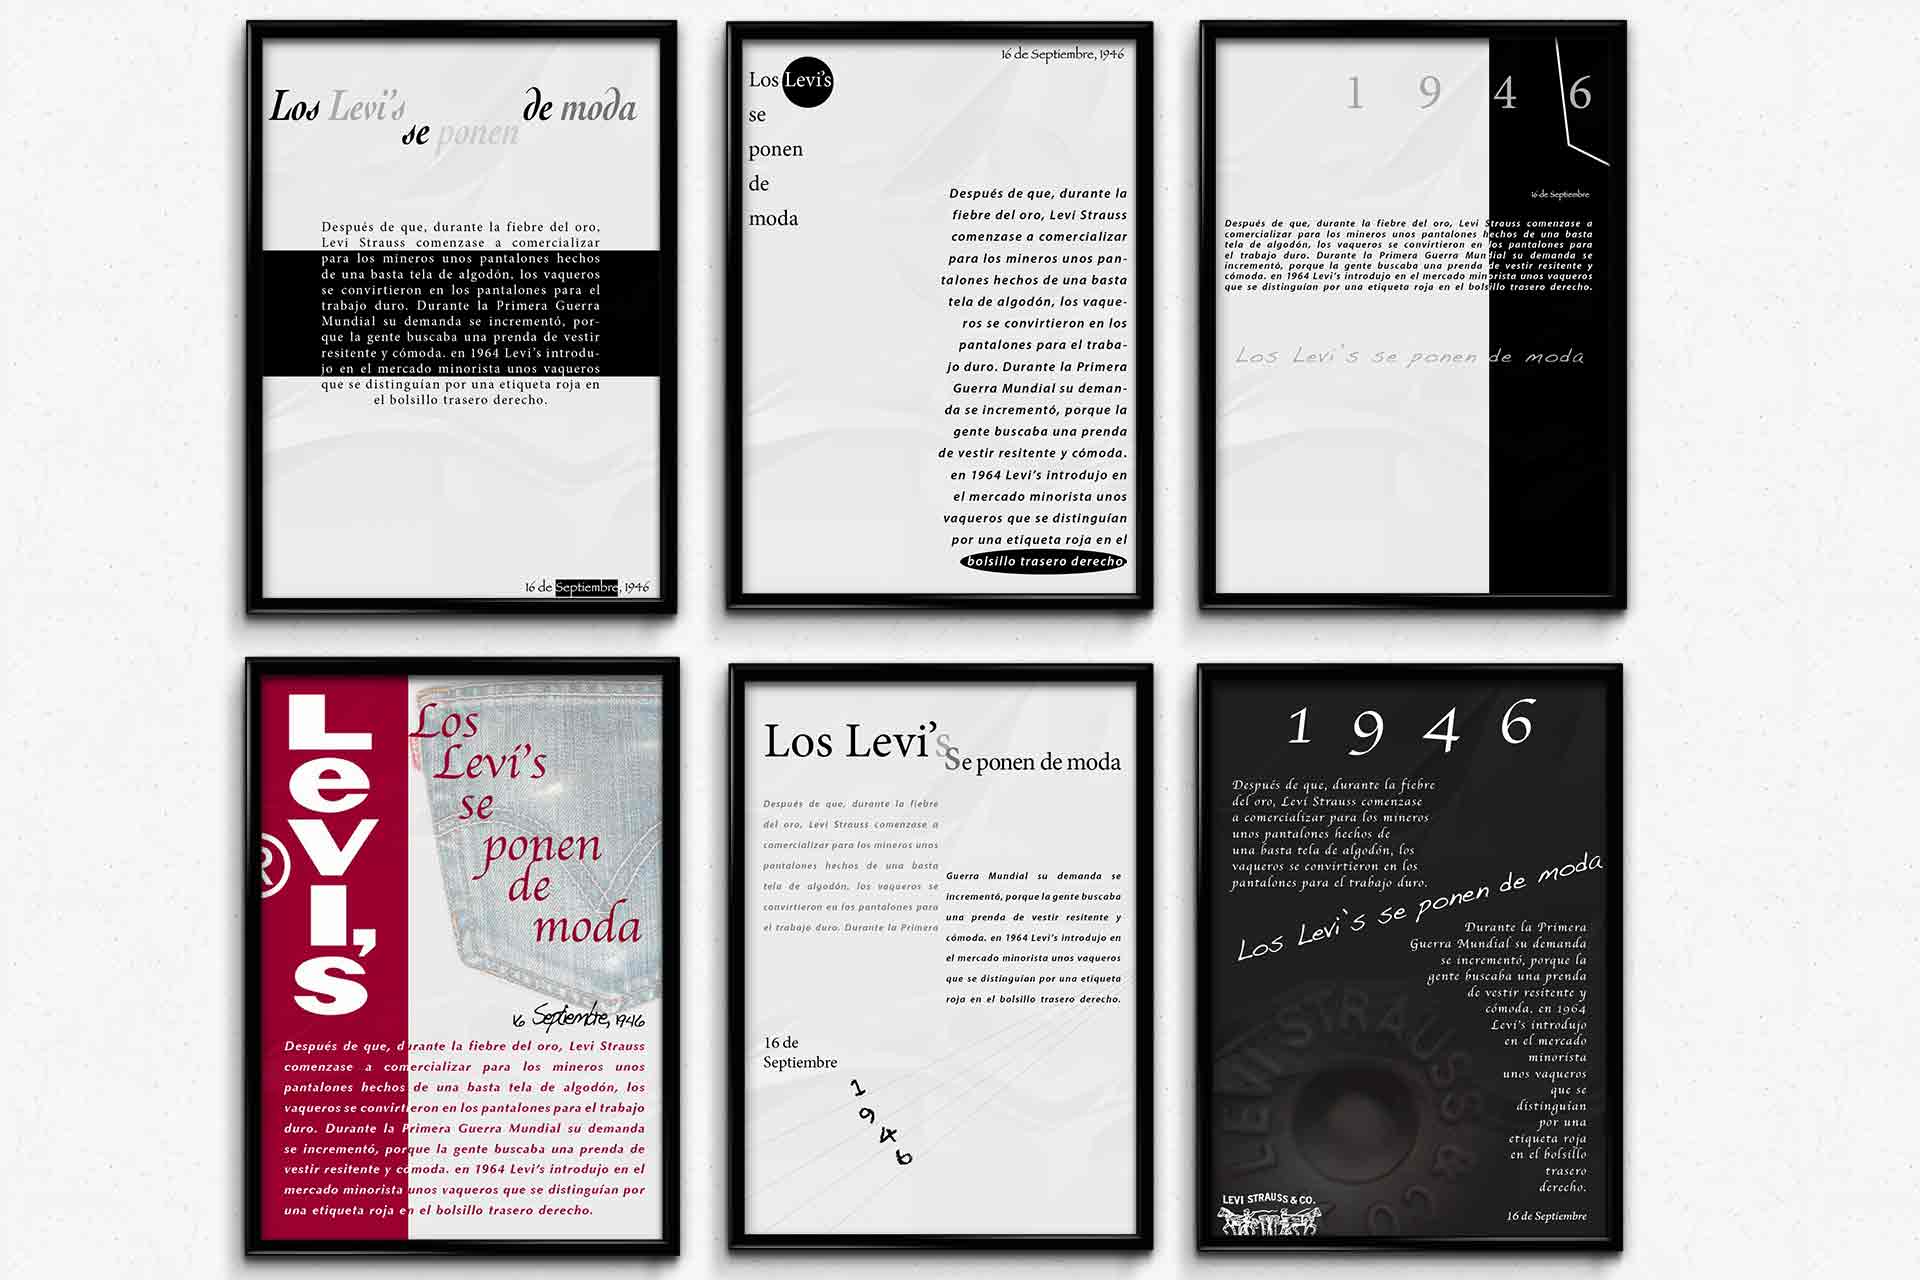 Los Levi's
se ponen
de moda
Después de que, durante la fiebre del oro,
Levi Strauss comenzase a comercializar
para los mineros unos pantalones hechos
de una basta tela de algodón, los vaqueros
se convirtieron en los pantalones para el
trabajo duro. Durante la Primera Guerra
Mundial su demanda se incrementó, por-
que la gente buscaba una prenda de vestir
resitente y cómoda. en 1964 Levi's introdu-
jo en el mercado minorista unos vaqueros
que se distinguían por una etiqueta roja en
el bolsillo trasero derecho.
16 de Septiembre, 1946
16 de Septiembre, 1946
Los Levi's
se
ponen
de
moda
Después de que, durante la
fiebre del oro, Levi Strauss
comenzase a comercializar
para los mineros unos pan-
talones hechos de una basta
tela de algodón, los vaque-
ros se convirtieron en los
pantalones para el traba-
jo duro. Durante la Primera
Guerra Mundial su deman-
da se incrementó, porque la
gente buscaba una prenda
de vestir resitente y cómoda.
en 1964 Levi's introdujo en
el mercado minorista unos
vaqueros que se distinguían
por una etiqueta roja en el
bolsillo trasero derecho
1 9 4 6
16 de Septiembre
Después de que, durante la fiebre del oro, Levi Strauss comenzase a
comercializar para los mineros unos pantalones hechos de una basta
tela de algodón, los vaqueros se convirtieron en los pantalones para
el trabajo duro. Durante la Primera Guerra Mundial su demanda se
incrementó, porque la gente buscaba una prenda de vestir resitente y
cómoda. en 1964 Levi's introdujo en el mercado minorista unos vaqueros
que se distinguían por una etiqueta roja en el bolsillo trasero derecho.
Los Levi's se ponen de moda
Levi's
®
Los
Levi's
se
ponen
de
moda
16 Septiembre, 1946
Después de que, durante la fiebre del oro, Levi Strauss
comenzase a comercializar para los mineros unos
pantalones hechos de una basta tela de algodón, los
vaqueros se convirtieron en los pantalones para el trabajo
duro. Durante la Primera Guerra Mundial su demanda
se incrementó, porque la gente buscaba una prenda de
vestir resitente y cómoda. en 1964 Levi's introdujo en el
mercado minorista unos vaqueros que se distinguían por
una etiqueta roja en el bolsillo trasero derecho.
Los Levi's
Se ponen de moda
Después de que, durante la fiebre
del oro, Levi Strauss comenzase a
comercializar para los mineros unos
pantalones hechos de una basta
tela de algodón, los vaqueros se
convirtieron en los pantalones para
el trabajo duro. Durante la Primera
Guerra Mundial su demanda se
incrementó, porque la gente buscaba
una prenda de vestir resitente y
cómoda. en 1964 Levi's introdujo en
el mercado minorista unos vaqueros
que se distinguían por una etiqueta
roja en el bolsillo trasero derecho.
16 de
Septiembre
1946
1 9 4 6
Después de que, durante la fiebre
del oro, Levi Strauss comenzase
a comercializar para los mineros
unos pantalones hechos de
una basta tela de algodón, los
vaqueros se convirtieron en los
pantalones para el trabajo duro.
Los Levi's se ponen de moda
Durante la Primera
Guerra Mundial su demanda
se incrementó, porque la
gente buscaba una prenda
de vestir resitente y
cómoda. en 1964
Levi's introdujo
en el mercado
minorista
unos vaqueros
que se
distinguían
por una
etiqueta roja
en el bolsillo
trasero
derecho.
LEVI STRAUSS & CO
LEVI STRAUSS & CO.
16 de Septiembre